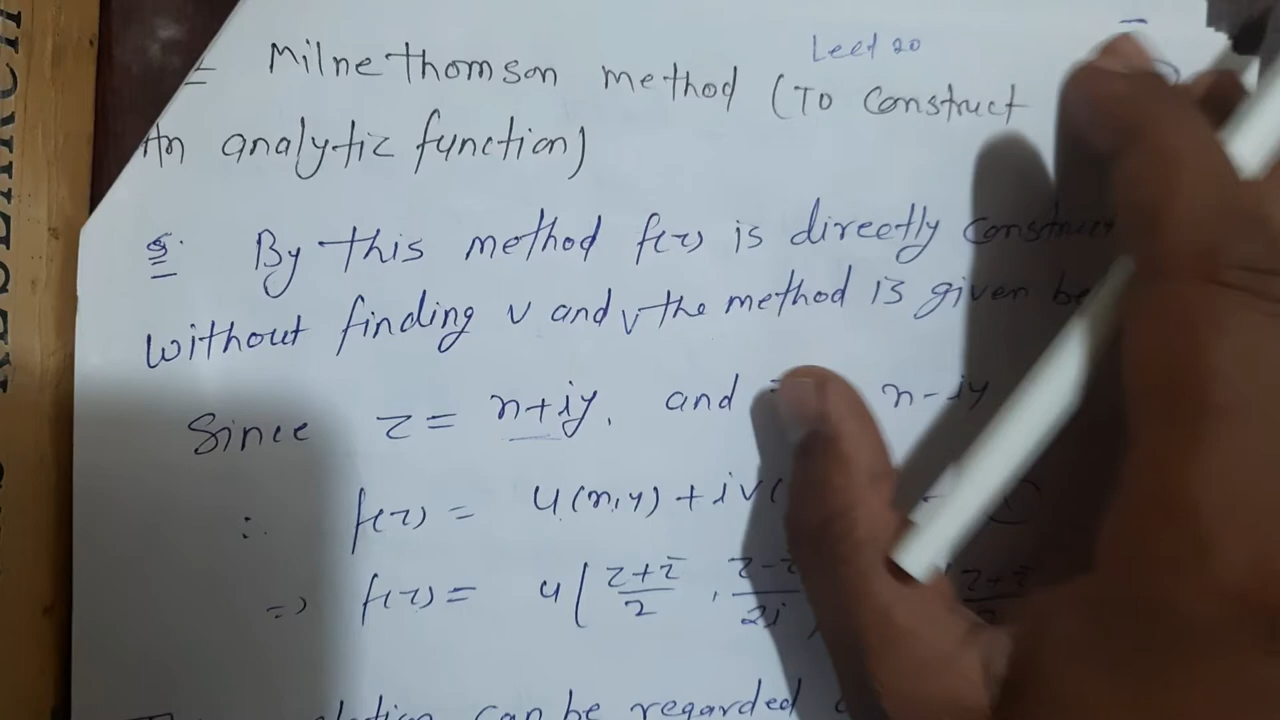 Lect 20
Milne thomson method (To Construct
An analytic function)
By this method f(z) is directly Construct
without finding u and v the method is given be
Since z = x+iy. and x-iy
∴ f(z) = u(x,y) + iv(
=> f(z) = u( z+z̄/2 , z-z̄/2i z+z̄/2
can be regarded